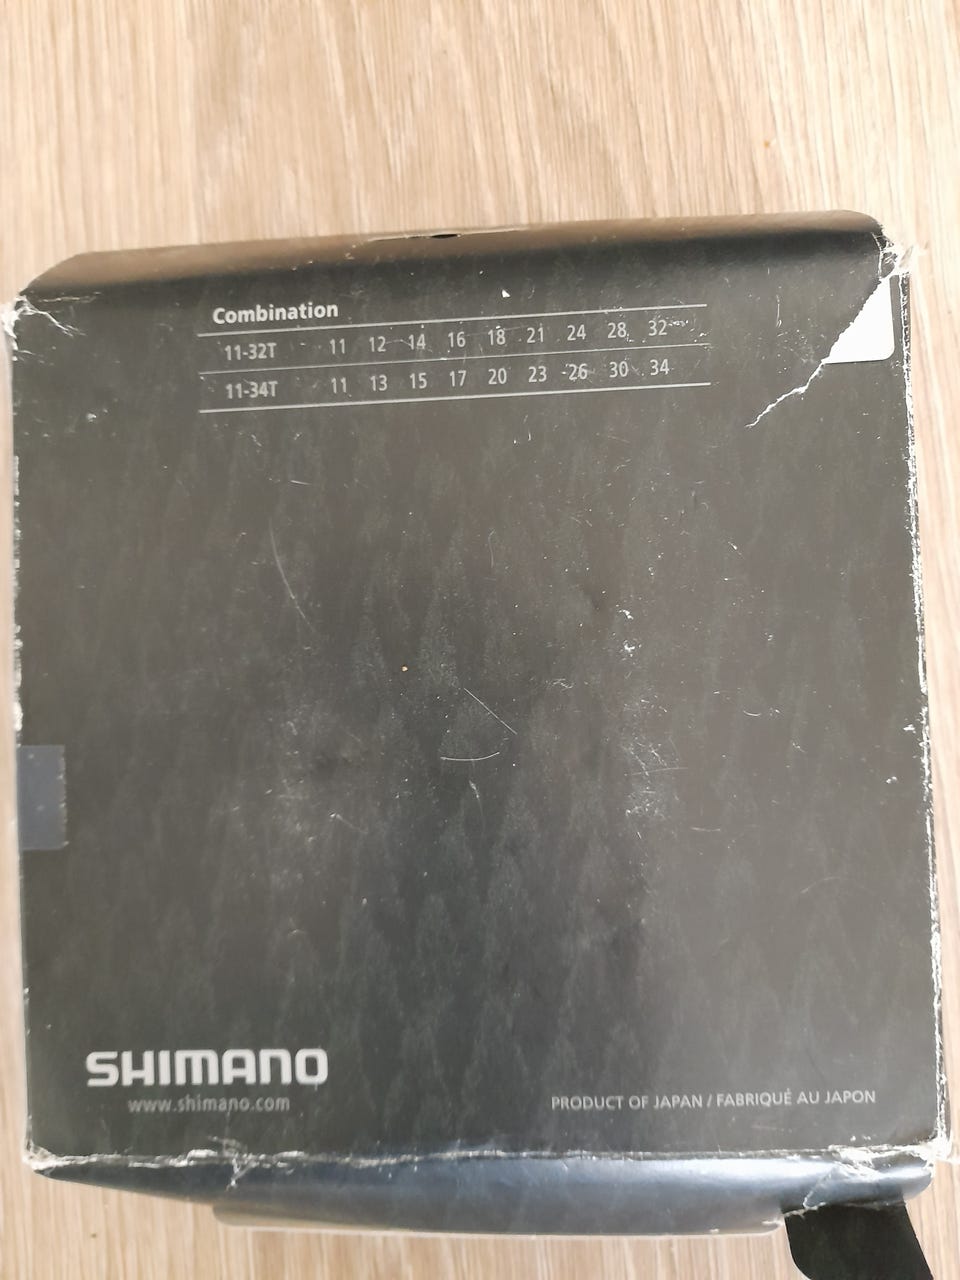 Combination
11-32T 11 12 14 16 18 21 24 28 32
11-34T 11 13 15 17 20 23 26 30 34
SHIMANO
www.shimano.com
PRODUCT OF JAPAN / FABRIQUÉ AU JAPON